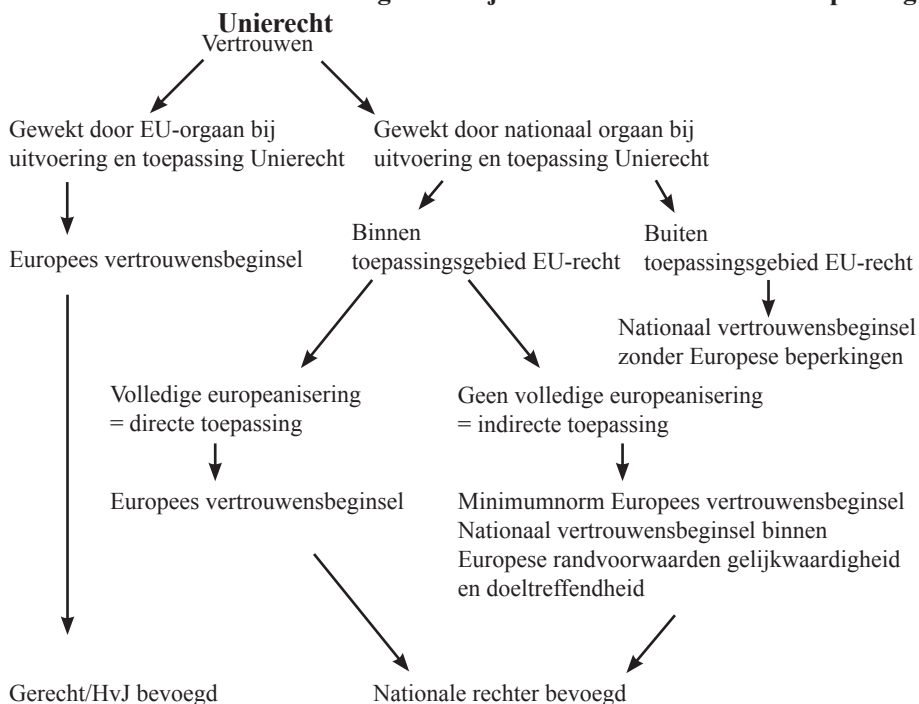 Unierecht
Vertrouwen
Gewekt door EU-orgaan bij
uitvoering en toepassing Unierecht
Gewekt door nationaal orgaan bij
uitvoering en toepassing Unierecht
Europees vertrouwensbeginsel
Binnen
toepassingsgebied EU-recht
Buiten
toepassingsgebied EU-recht
Nationaal vertrouwensbeginsel
zonder Europese beperkingen
Volledige europeanisering
= directe toepassing
Geen volledige europeanisering
= indirecte toepassing
Europees vertrouwensbeginsel
Minimumnorm Europees vertrouwensbeginsel
Nationaal vertrouwensbeginsel binnen
Europese randvoorwaarden gelijkwaardigheid
en doeltreffendheid
Gerecht/HvJ bevoegd
Nationale rechter bevoegd